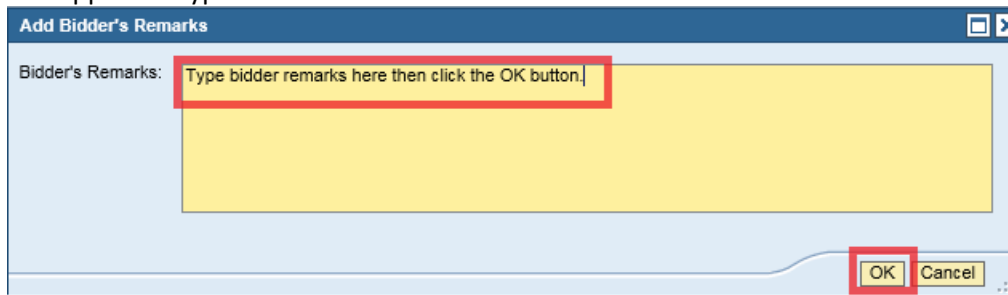 Add Bidder's Remarks
Bidder's Remarks:
Type bidder remarks here then click the OK button.
OK Cancel